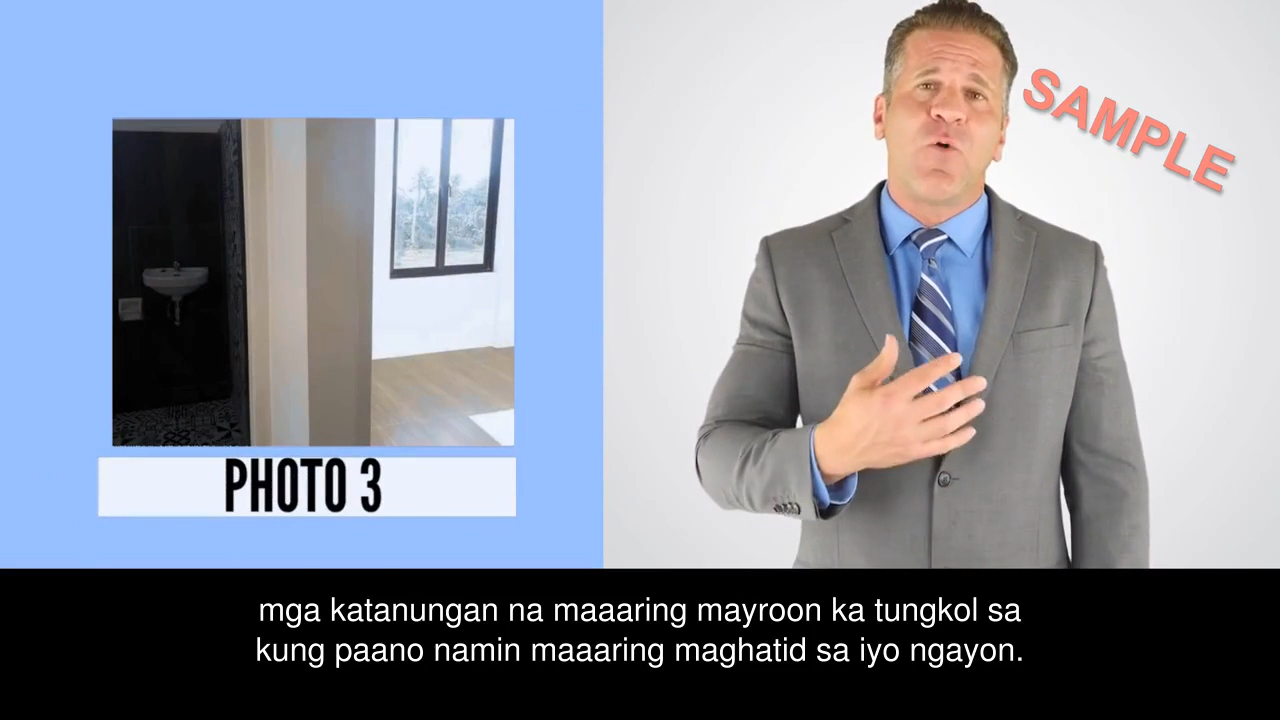 SAMPLE
PHOTO 3
mga katanungan na maaaring mayroon ka tungkol sa
kung paano namin maaaring maghatid sa iyo ngayon.